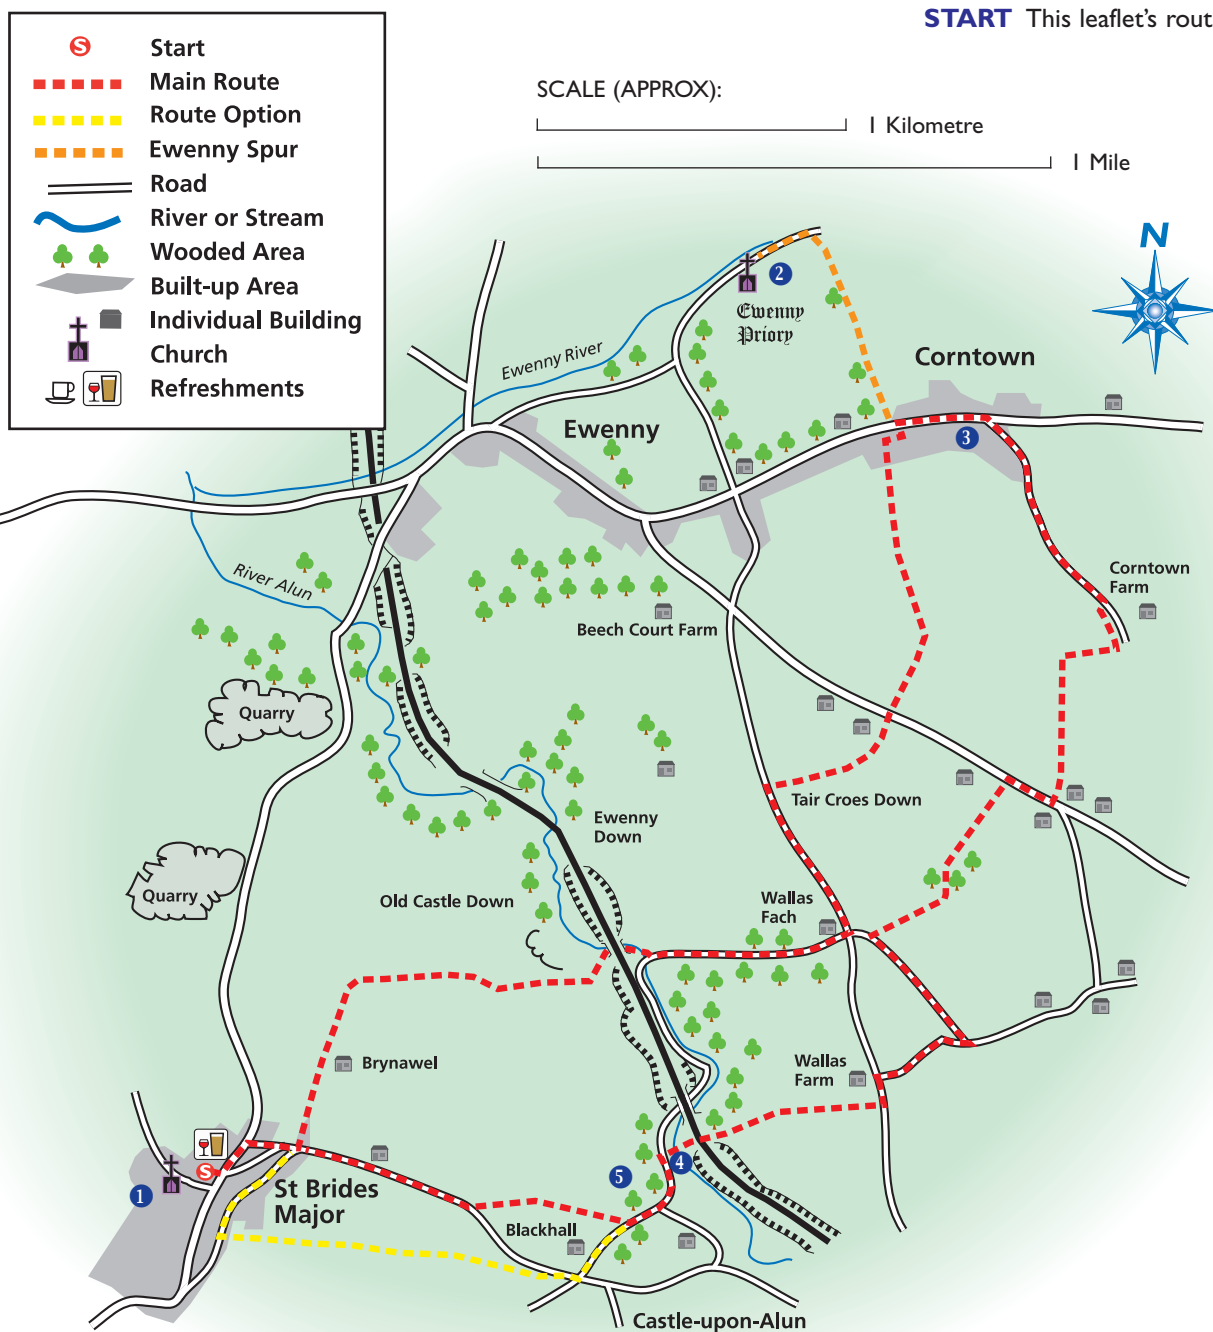 START This leaflet's rout
S
Start
Main Route
Route Option
Ewenny Spur
Road
River or Stream
Wooded Area
Built-up Area
Individual Building
Church
Refreshments
SCALE (APPROX):
1 Kilometre
1 Mile
N
2
Ewenny
Priory
Ewenny River
Corntown
Ewenny
3
River Alun
Corntown
Farm
Beech Court Farm
Quarry
Tair Croes Down
Ewenny
Down
Quarry
Old Castle Down
Wallas
Fach
Brynawel
Wallas
Farm
S
1
St Brides
Major
5
4
Blackhall
Castle-upon-Alun